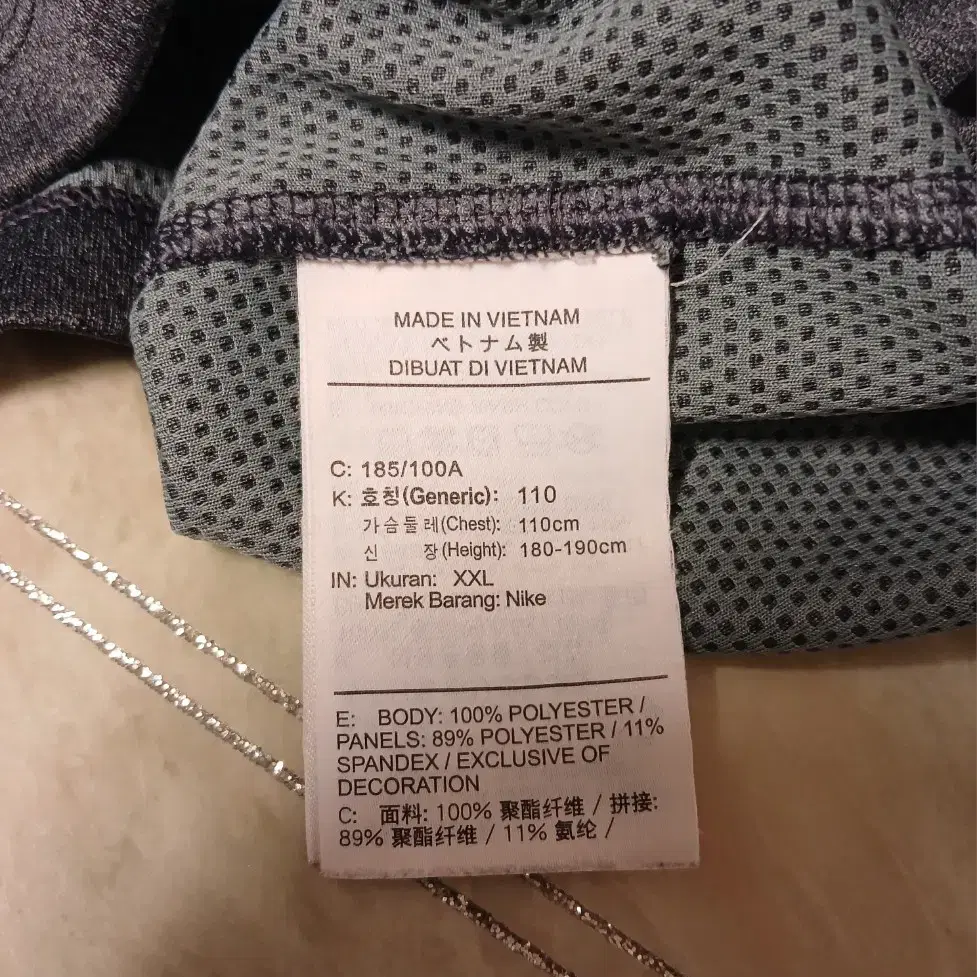 MADE IN VIETNAM
ベトナム製
DIBUAT DI VIETNAM
C: 185/100A
K: 호칭(Generic): 110
가슴둘레(Chest): 110cm
신 장(Height): 180-190cm
IN: Ukuran: XXL
Merek Barang: Nike
E: BODY: 100% POLYESTER /
PANELS: 89% POLYESTER / 11%
SPANDEX / EXCLUSIVE OF
DECORATION
C: 面料: 100% 聚酯纤维 / 拼接:
89% 聚酯纤维 / 11% 氨纶 /